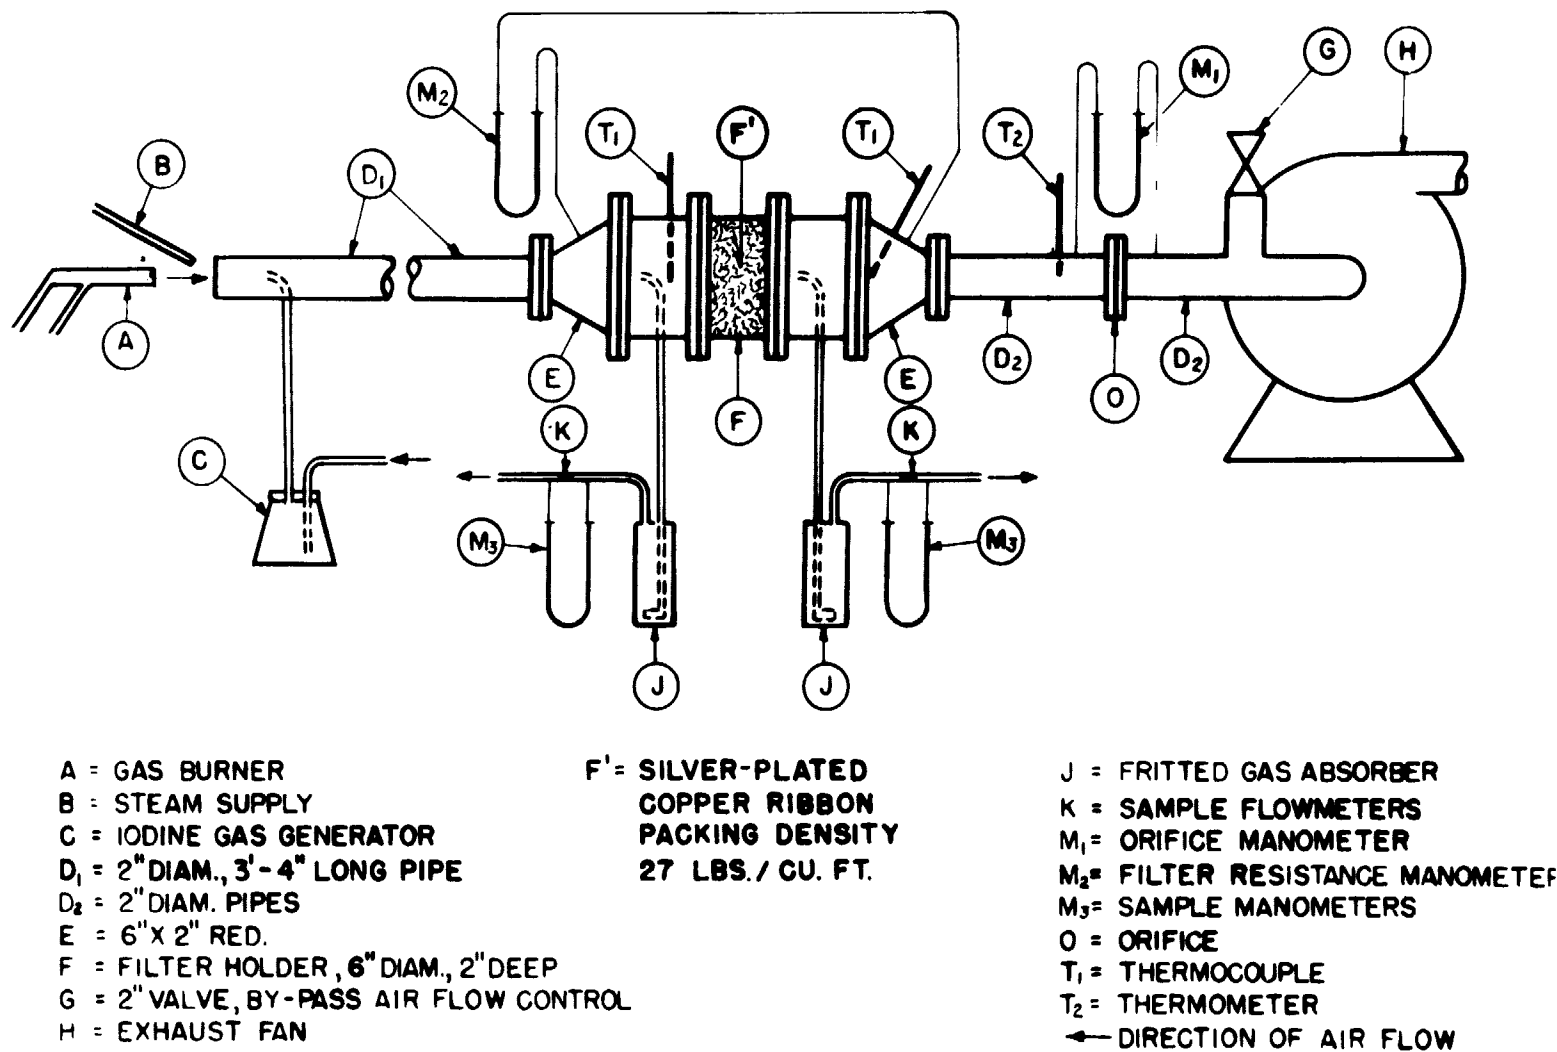 M₂
T₁
F'
T₁
T₂
M₁
G
H
B
D₁
A
E
F
E
D₂
O
D₂
C
K
K
M₃
M₃
J
J
A = GAS BURNER
B = STEAM SUPPLY
C = IODINE GAS GENERATOR
D₁ = 2" DIAM., 3'-4" LONG PIPE
D₂ = 2" DIAM. PIPES
E = 6" X 2" RED.
F = FILTER HOLDER, 6" DIAM., 2" DEEP
G = 2" VALVE, BY-PASS AIR FLOW CONTROL
H = EXHAUST FAN
F' = SILVER-PLATED
COPPER RIBBON
PACKING DENSITY
27 LBS./ CU. FT.
J = FRITTED GAS ABSORBER
K = SAMPLE FLOWMETERS
M₁ = ORIFICE MANOMETER
M₂ = FILTER RESISTANCE MANOMETER
M₃ = SAMPLE MANOMETERS
O = ORIFICE
T₁ = THERMOCOUPLE
T₂ = THERMOMETER
← DIRECTION OF AIR FLOW